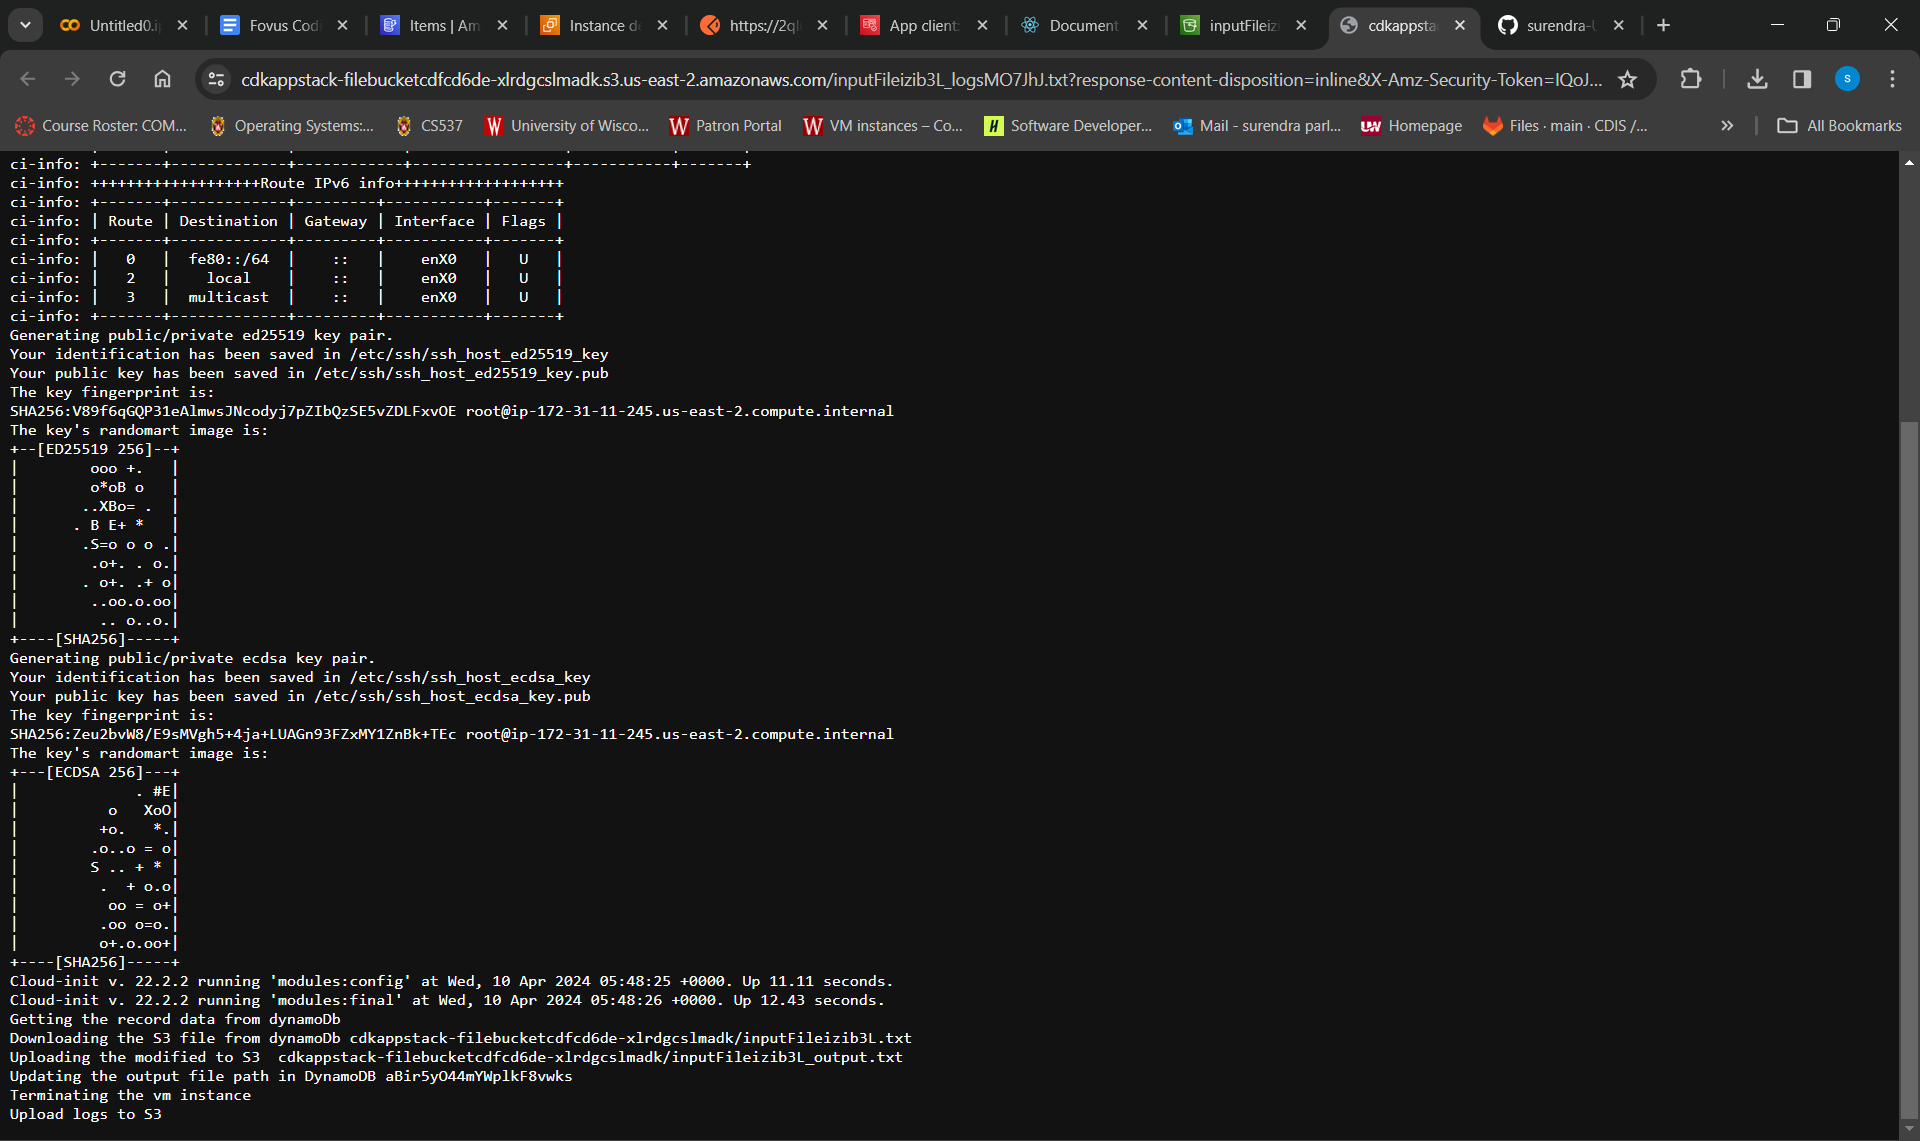 Untitled0.i
Fovus Codi
Items | Am
Instance de
https://2ql
App client:
Document
inputFileizi
cdkappsta
surendra-
cdkappstack-filebucketcdfcd6de-xlrdgcslmadk.s3.us-east-2.amazonaws.com/inputFileizib3L_logsMO7JhJ.txt?response-content-disposition=inline&X-Amz-Security-Token=IQoJ...
S
Course Roster: COM...
Operating Systems:...
CS537
University of Wisco...
Patron Portal
VM instances – Co...
Software Developer...
Mail - surendra parl...
Homepage
Files · main · CDIS /...
All Bookmarks
ci-info: +-------+-------------+------------+-----------------+-----------+-------+
ci-info: +++++++++++++++++++Route IPv6 info+++++++++++++++++++
ci-info: +-------+-------------+---------+-----------+-------+
ci-info: | Route | Destination | Gateway | Interface | Flags |
ci-info: +-------+-------------+---------+-----------+-------+
ci-info: |   0   |  fe80::/64  |    ::   |    enX0   |   U   |
ci-info: |   2   |    local    |    ::   |    enX0   |   U   |
ci-info: |   3   |  multicast  |    ::   |    enX0   |   U   |
ci-info: +-------+-------------+---------+-----------+-------+
Generating public/private ed25519 key pair.
Your identification has been saved in /etc/ssh/ssh_host_ed25519_key
Your public key has been saved in /etc/ssh/ssh_host_ed25519_key.pub
The key fingerprint is:
SHA256:V89f6qGQP31eAlmwsJNcodyj7pZIbQzSE5vZDLFxvOE root@ip-172-31-11-245.us-east-2.compute.internal
The key's randomart image is:
+--[ED25519 256]--+
|        ooo +.   |
|        o*oB o   |
|       ..XBo= .  |
|      . B E+ *   |
|       .S=o o o .|
|        .o+. . o.|
|       . o+. .+ o|
|        ..oo.o.oo|
|         .. o..o.|
+----[SHA256]-----+
Generating public/private ecdsa key pair.
Your identification has been saved in /etc/ssh/ssh_host_ecdsa_key
Your public key has been saved in /etc/ssh/ssh_host_ecdsa_key.pub
The key fingerprint is:
SHA256:Zeu2bvW8/E9sMVgh5+4ja+LUAGn93FZxMY1ZnBk+TEc root@ip-172-31-11-245.us-east-2.compute.internal
The key's randomart image is:
+---[ECDSA 256]---+
|             . #E|
|          o   XoO|
|         +o.   *.|
|        .o..o = o|
|        S .. + * |
|         .  + o.o|
|          oo = o+|
|         .oo o=o.|
|         o+.o.oo+|
+----[SHA256]-----+
Cloud-init v. 22.2.2 running 'modules:config' at Wed, 10 Apr 2024 05:48:25 +0000. Up 11.11 seconds.
Cloud-init v. 22.2.2 running 'modules:final' at Wed, 10 Apr 2024 05:48:26 +0000. Up 12.43 seconds.
Getting the record data from dynamoDb
Downloading the S3 file from dynamoDb cdkappstack-filebucketcdfcd6de-xlrdgcslmadk/inputFileizib3L.txt
Uploading the modified to S3  cdkappstack-filebucketcdfcd6de-xlrdgcslmadk/inputFileizib3L_output.txt
Updating the output file path in DynamoDB aBir5yO44mYWplkF8vwks
Terminating the vm instance
Upload logs to S3